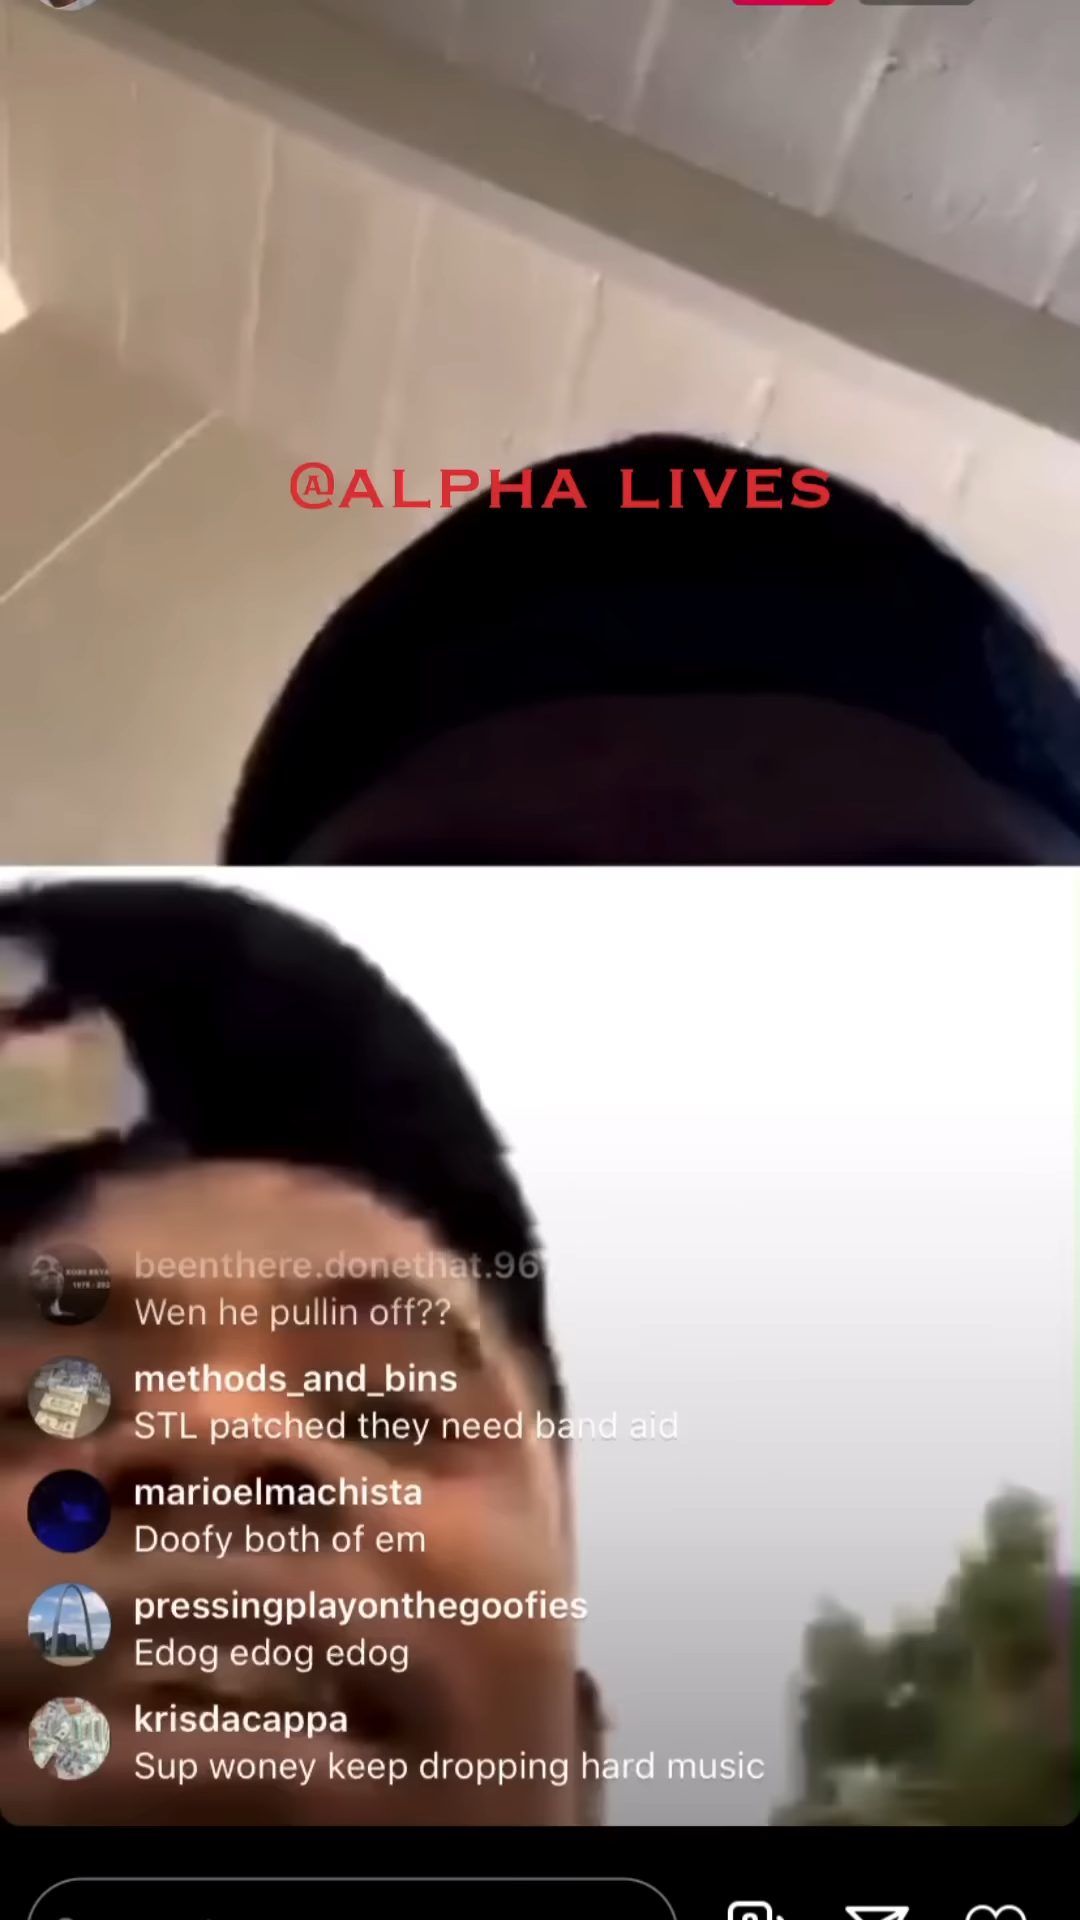 @ALPHA LIVES
beenthere.donethat.96
Wen he pullin off??
methods_and_bins
STL patched they need band aid
marioelmachista
Doofy both of em
pressingplayonthegoofies
Edog edog edog
krisdacappa
Sup woney keep dropping hard music